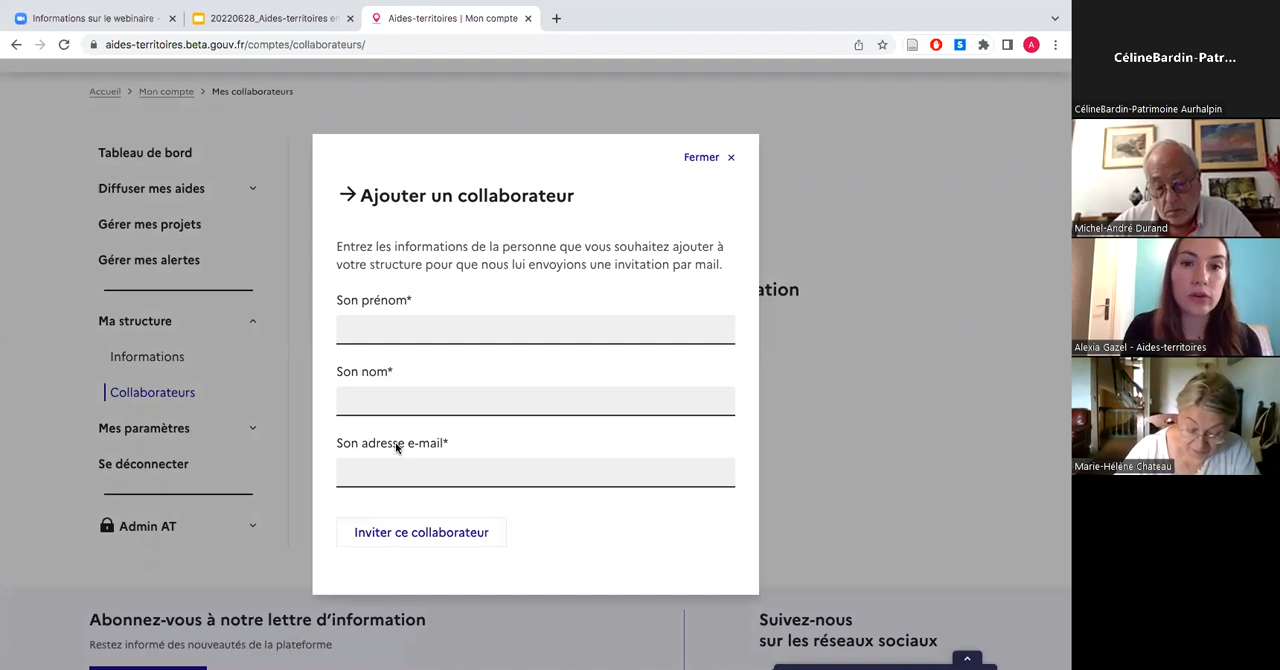 Informations sur le webinaire -
20220628_Aides-territoires en
Aides-territoires | Mon compte
aides-territoires.beta.gouv.fr/comptes/collaborateurs/
A
Accueil > Mon compte > Mes collaborateurs
Tableau de bord
Diffuser mes aides
Gérer mes projets
Gérer mes alertes
Ma structure
Informations
Collaborateurs
Mes paramètres
Se déconnecter
Admin AT
Fermer ×
→ Ajouter un collaborateur
Entrez les informations de la personne que vous souhaitez ajouter à
votre structure pour que nous lui envoyions une invitation par mail.
Son prénom*
Son nom*
Son adresse e-mail*
Inviter ce collaborateur
ation
Abonnez-vous à notre lettre d’information
Restez informé des nouveautés de la plateforme
Suivez-nous
sur les réseaux sociaux
CélineBardin-Patr...
CélineBardin-Patrimoine Aurhalpin
Michel-André Durand
Alexia Gazel - Aides-territoires
Marie-Hélène Chateau